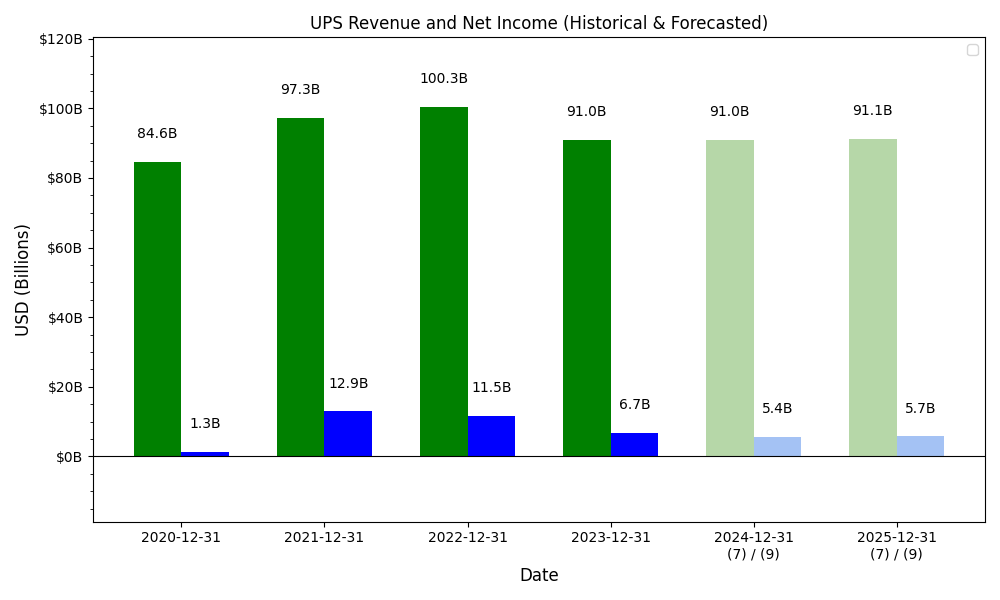 UPS Revenue and Net Income (Historical & Forecasted)
$120B
$100B
$80B
$60B
$40B
$20B
$0B
USD (Billions)
84.6B
1.3B
97.3B
12.9B
100.3B
11.5B
91.0B
6.7B
91.0B
5.4B
91.1B
5.7B
2020-12-31
2021-12-31
2022-12-31
2023-12-31
2024-12-31
(7) / (9)
2025-12-31
(7) / (9)
Date